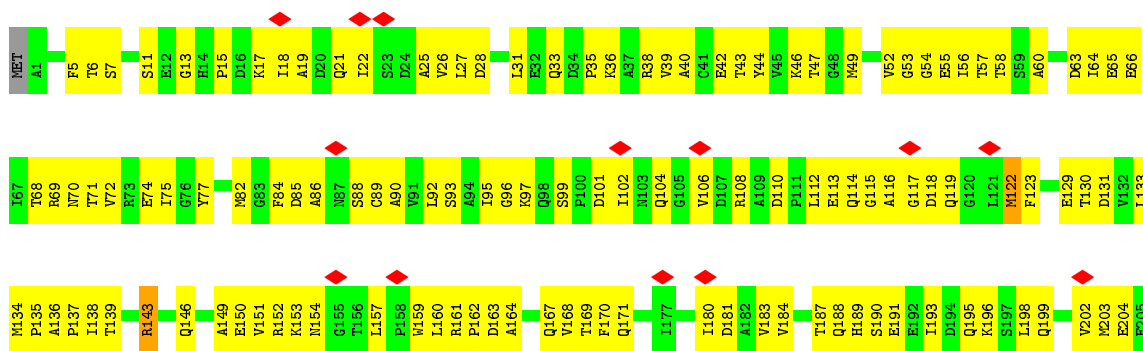 MET A1 F5 T6 S7 S11 E12 G13 H14 P15 D16 K17 I18 A19 D20 Q21 I22 S23 D24 A25 V26 L27 D28 L31 E32 Q33 D34 P35 K36 A37 R38 V39 A40 C41 E42 T43 Y44 V45 K46 T47 G48 M49 V52 G53 G54 E55 I56 T57 T58 S59 A60 D63 I64 E65 E66
I67 T68 R69 N70 T71 V72 R73 E74 I75 G76 Y77 M82 G83 F84 D85 A86 N87 S88 C89 A90 V91 L92 S93 A94 I95 G96 K97 Q98 S99 P100 D101 I102 N103 Q104 G105 V106 D107 R108 A109 D110 P111 L112 E113 Q114 G115 A116 G117 D118 Q119 G120 L121 M122 F123 E129 T130 D131 V132 L133
M134 P135 A136 P137 I138 T139 R143 Q146 A149 E150 V151 R152 K153 N154 G155 T156 L157 P158 W159 L160 R161 P162 D163 A164 Q167 V168 T169 F170 Q171 I177 I180 D181 A182 V183 V184 T187 Q188 H189 S190 E191 E192 I193 D194 Q195 K196 S197 L198 Q199 V202 M203 E204 E205